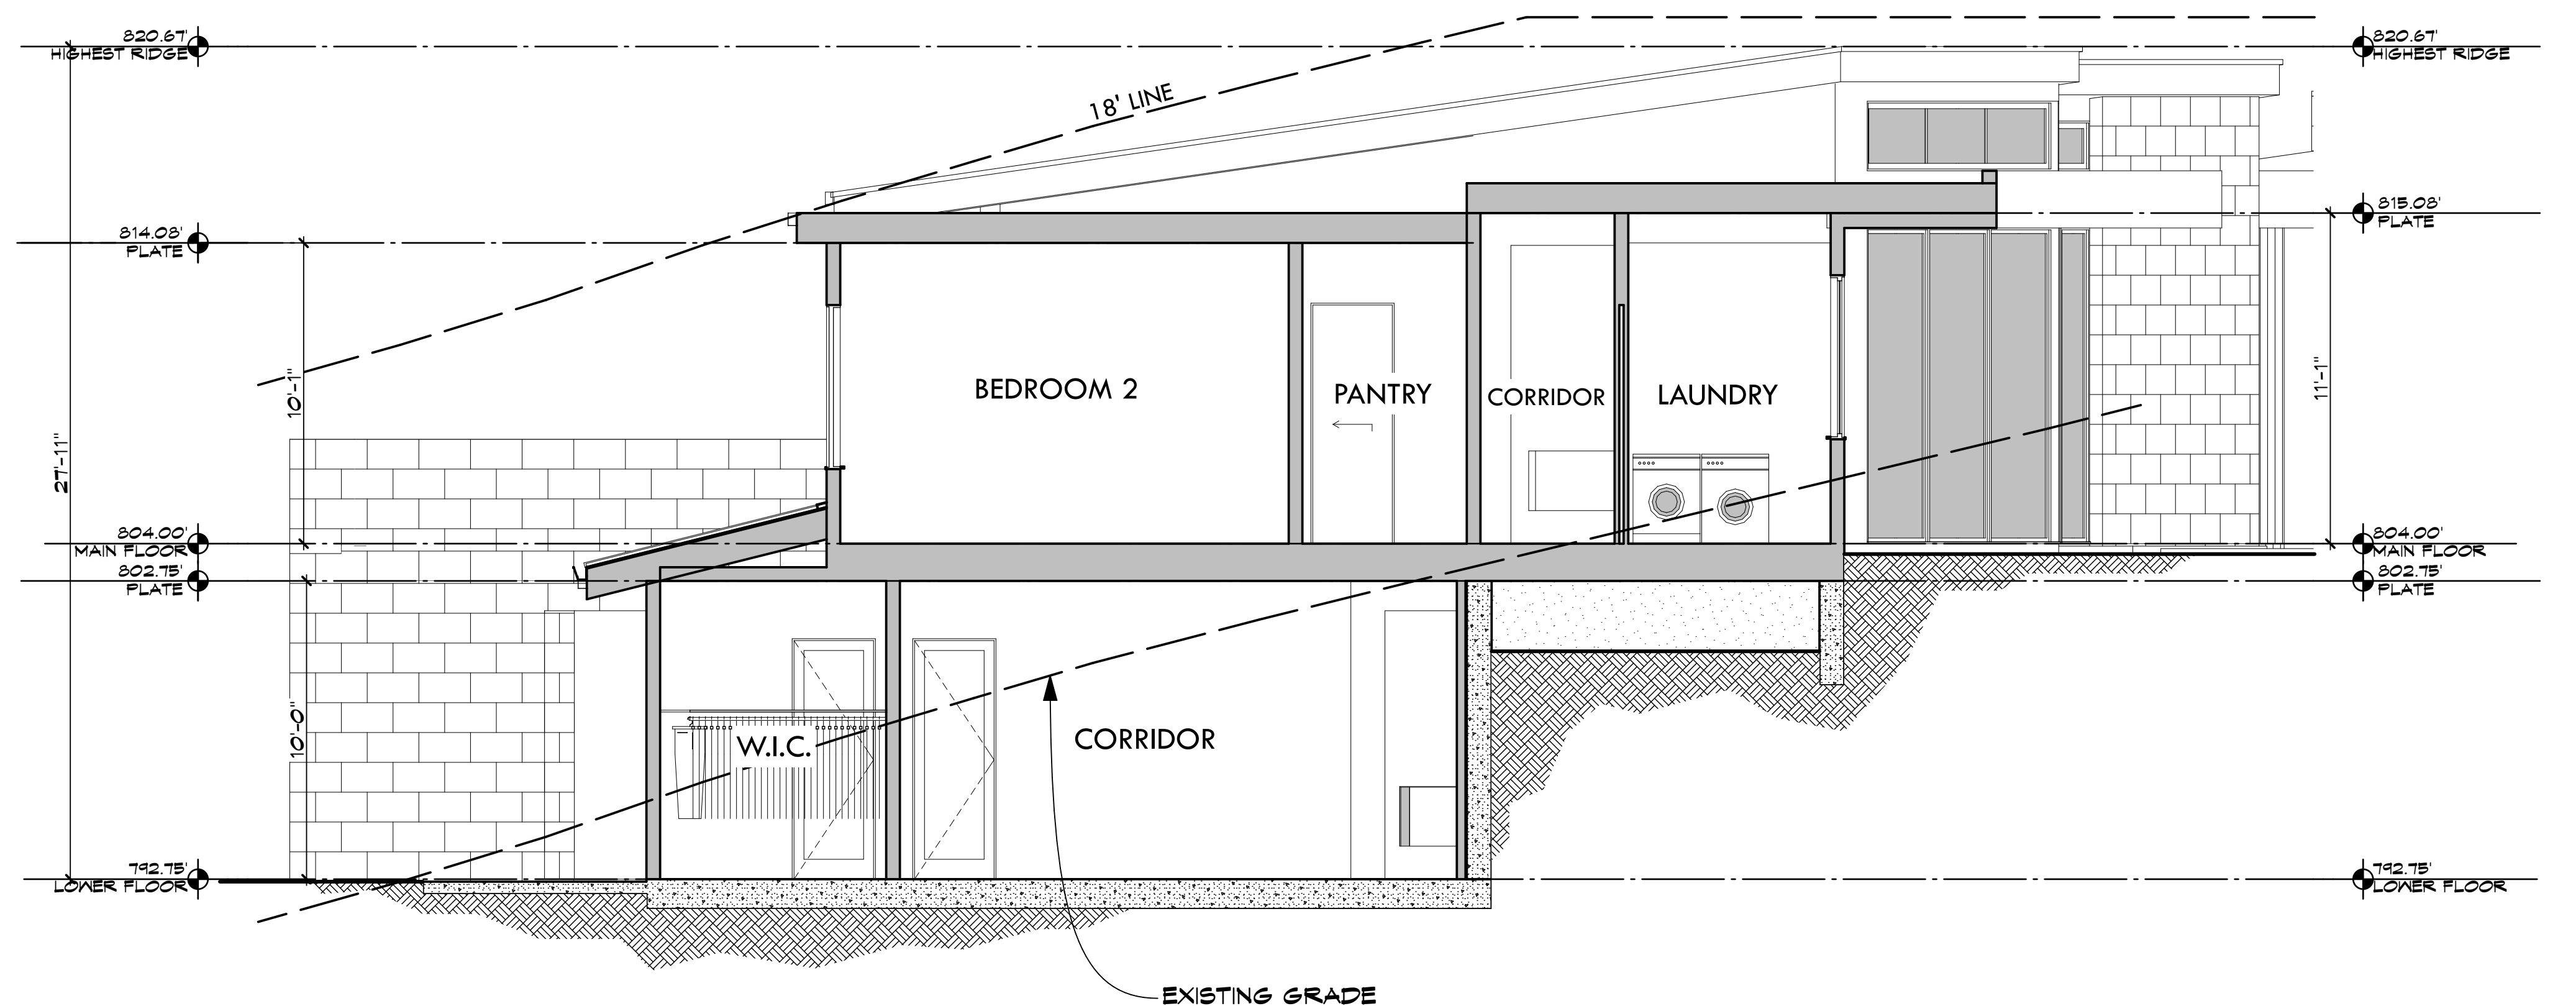 820.67'
HIGHEST RIDGE
820.67'
HIGHEST RIDGE
18' LINE
814.08'
PLATE
815.08'
PLATE
10'-1"
27'-11"
11'-1"
BEDROOM 2
PANTRY
CORRIDOR
LAUNDRY
804.00'
MAIN FLOOR
804.00'
MAIN FLOOR
802.75'
PLATE
802.75'
PLATE
10'-0"
W.I.C.
CORRIDOR
792.75'
LOWER FLOOR
792.75'
LOWER FLOOR
EXISTING GRADE